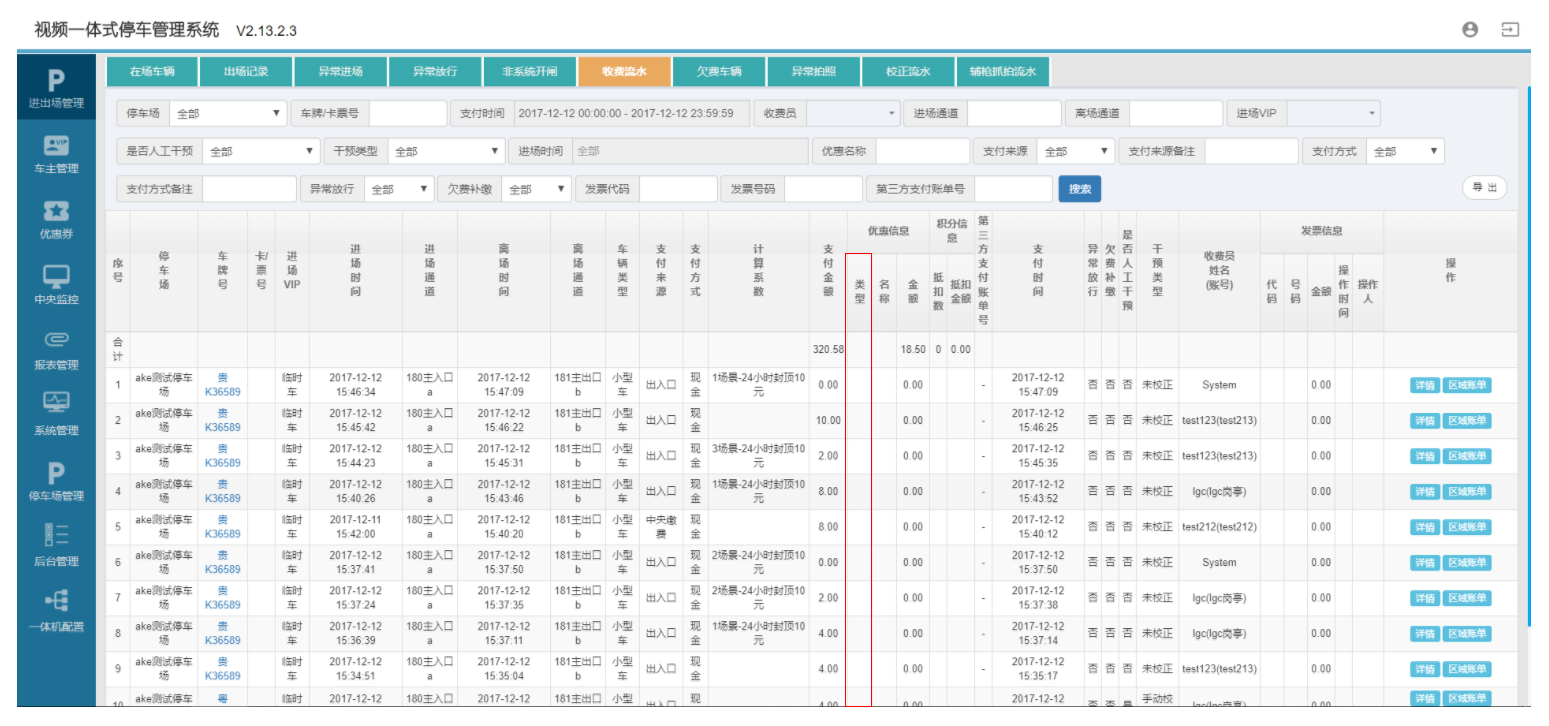 视频一体式停车管理系统 V2.13.2.3
进出场管理
车主管理
优惠券
中央监控
报表管理
系统管理
停车场管理
后台管理
一体机配置
在场车辆 出场记录 异常进场 异常放行 非系统开闸 收费流水 欠费车辆 异常拍照 校正流水 辅拍抓拍流水
停车场 全部 车牌/卡票号 支付时间 2017-12-12 00:00:00 - 2017-12-12 23:59:59 收费员 进场通道 离场通道 进场VIP
是否人工干预 全部 干预类型 全部 进场时间 全部 优惠名称 支付来源 全部 支付来源备注 支付方式 全部
支付方式备注 异常放行 全部 欠费补缴 全部 发票代码 发票号码 第三方支付账单号 搜索 导出
序号 停车场 车牌号 卡/票号 进场VIP 进场时间 进场通道 离场时间 离场通道 车辆类型 支付来源 支付方式 计算系数 支付金额 优惠信息 积分信息 第三方支付账单号 支付时间 异常放行 欠费补缴 是否人工干预 干预类型 收费员姓名(账号) 发票信息 操作
类型 名称 金额 抵扣数 抵扣金额 代码 号码 金额 操作时间 操作人
合计 320.58 18.50 0 0.00
1 ake测试停车场 贵K36589 临时车 2017-12-12 15:46:34 180主入口a 2017-12-12 15:47:09 181主出口b 小型车 出入口 现金 1场景-24小时封顶10元 0.00 0.00 - 2017-12-12 15:47:09 否 否 否 未校正 System 0.00 详情 区域账单
2 ake测试停车场 贵K36589 临时车 2017-12-12 15:45:42 180主入口a 2017-12-12 15:46:22 181主出口b 小型车 出入口 现金 10.00 0.00 - 2017-12-12 15:46:25 否 否 否 未校正 test123(test213) 0.00 详情 区域账单
3 ake测试停车场 贵K36589 临时车 2017-12-12 15:44:23 180主入口a 2017-12-12 15:45:31 181主出口b 小型车 出入口 现金 3场景-24小时封顶10元 2.00 0.00 - 2017-12-12 15:45:35 否 否 否 未校正 test123(test213) 0.00 详情 区域账单
4 ake测试停车场 贵K36589 临时车 2017-12-12 15:40:26 180主入口a 2017-12-12 15:43:46 181主出口b 小型车 出入口 现金 1场景-24小时封顶10元 8.00 0.00 - 2017-12-12 15:43:52 否 否 否 未校正 lgc(lgc岗亭) 0.00 详情 区域账单
5 ake测试停车场 贵K36589 临时车 2017-12-11 15:42:00 180主入口a 2017-12-12 15:40:20 181主出口b 小型车 中央缴费 现金 8.00 0.00 - 2017-12-12 15:40:12 否 否 否 未校正 test212(test212) 0.00 详情 区域账单
6 ake测试停车场 贵K36589 临时车 2017-12-12 15:37:41 180主入口a 2017-12-12 15:37:50 181主出口b 小型车 出入口 现金 2场景-24小时封顶10元 0.00 0.00 - 2017-12-12 15:37:50 否 否 否 未校正 System 0.00 详情 区域账单
7 ake测试停车场 贵K36589 临时车 2017-12-12 15:37:24 180主入口a 2017-12-12 15:37:35 181主出口b 小型车 出入口 现金 2场景-24小时封顶10元 2.00 0.00 - 2017-12-12 15:37:38 否 否 否 未校正 lgc(lgc岗亭) 0.00 详情 区域账单
8 ake测试停车场 贵K36589 临时车 2017-12-12 15:36:39 180主入口a 2017-12-12 15:37:11 181主出口b 小型车 出入口 现金 1场景-24小时封顶10元 4.00 0.00 - 2017-12-12 15:37:14 否 否 否 未校正 lgc(lgc岗亭) 0.00 详情 区域账单
9 ake测试停车场 贵K36589 临时车 2017-12-12 15:34:51 180主入口a 2017-12-12 15:35:04 181主出口b 小型车 出入口 现金 4.00 0.00 - 2017-12-12 15:35:17 否 否 否 未校正 test123(test213) 0.00 详情 区域账单
10 ake测试停车 粤 临时 2017-12-12 180主入口 2017-12-12 181主出口 小型 出入口 现 4.00 0.00 2017-12-12 否 否 是 手动校 lgc(lgc岗亭) 0.00 详情 区域账单